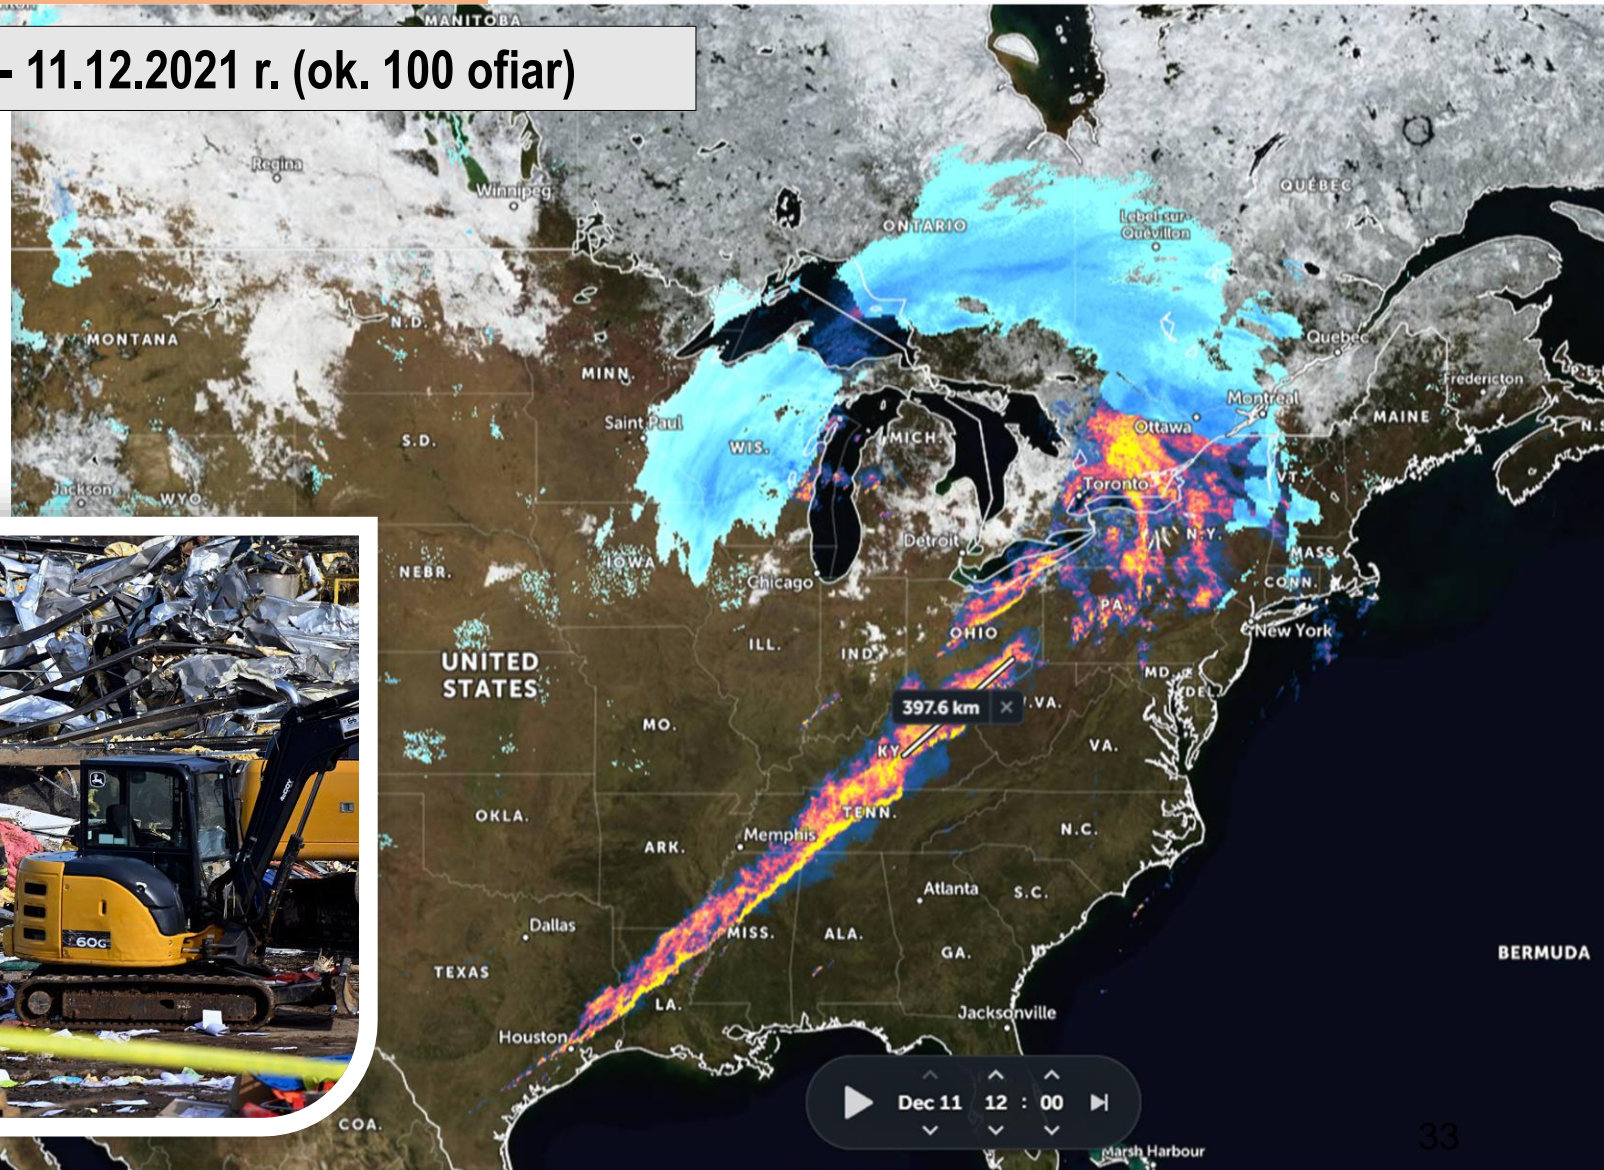 MANITOBA
- 11.12.2021 r. (ok. 100 ofiar)
Regina
Winnipeg
QUÉBEC
ONTARIO
Lebel-sur-
Quévillon
MONTANA
N.D.
Quebec
MINN.
Fredericton
Montreal
MAINE
Saint Paul
Ottawa
S.D.
WIS.
MICH.
N.S
Jackson
WYO.
Toronto
VT.
Detroit
N.Y.
MASS
NEBR.
IOWA
Chicago
CONN.
PA.
OHIO
New York
ILL.
IND.
UNITED
STATES
MD.
DEL.
397.6 km ×
.VA.
MO.
KY
VA.
OKLA.
TENN.
Memphis
N.C.
ARK.
Atlanta
S.C.
Dallas
MISS.
ALA.
GA.
BERMUDA
60G
TEXAS
LA.
Jacksonville
Houston
Dec 11 12 : 00
COA.
33
Marsh Harbour